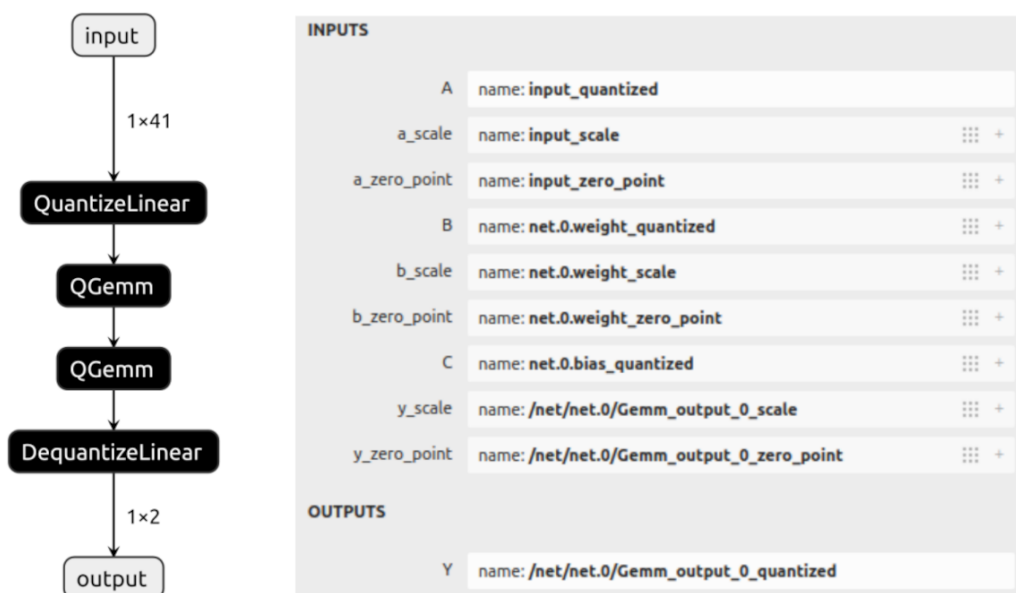 input
1×41
QuantizeLinear
QGemm
QGemm
DequantizeLinear
1×2
output
INPUTS
A name: input_quantized
a_scale name: input_scale
a_zero_point name: input_zero_point
B name: net.0.weight_quantized
b_scale name: net.0.weight_scale
b_zero_point name: net.0.weight_zero_point
C name: net.0.bias_quantized
y_scale name: /net/net.0/Gemm_output_0_scale
y_zero_point name: /net/net.0/Gemm_output_0_zero_point
OUTPUTS
Y name: /net/net.0/Gemm_output_0_quantized